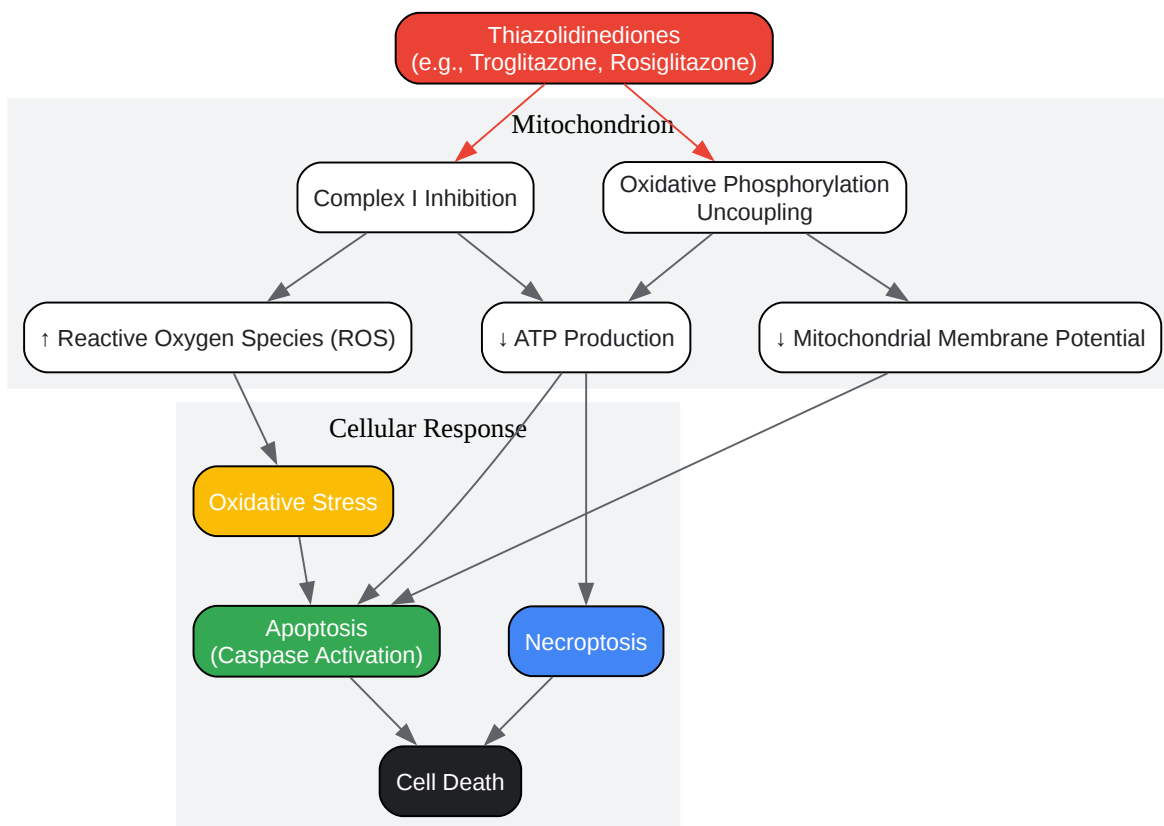 Thiazolidinediones
(e.g., Troglitazone, Rosiglitazone)
Mitochondrion
Complex I Inhibition
Oxidative Phosphorylation
Uncoupling
↑ Reactive Oxygen Species (ROS)
↓ ATP Production
↓ Mitochondrial Membrane Potential
Cellular Response
Oxidative Stress
Apoptosis
(Caspase Activation)
Necroptosis
Cell Death